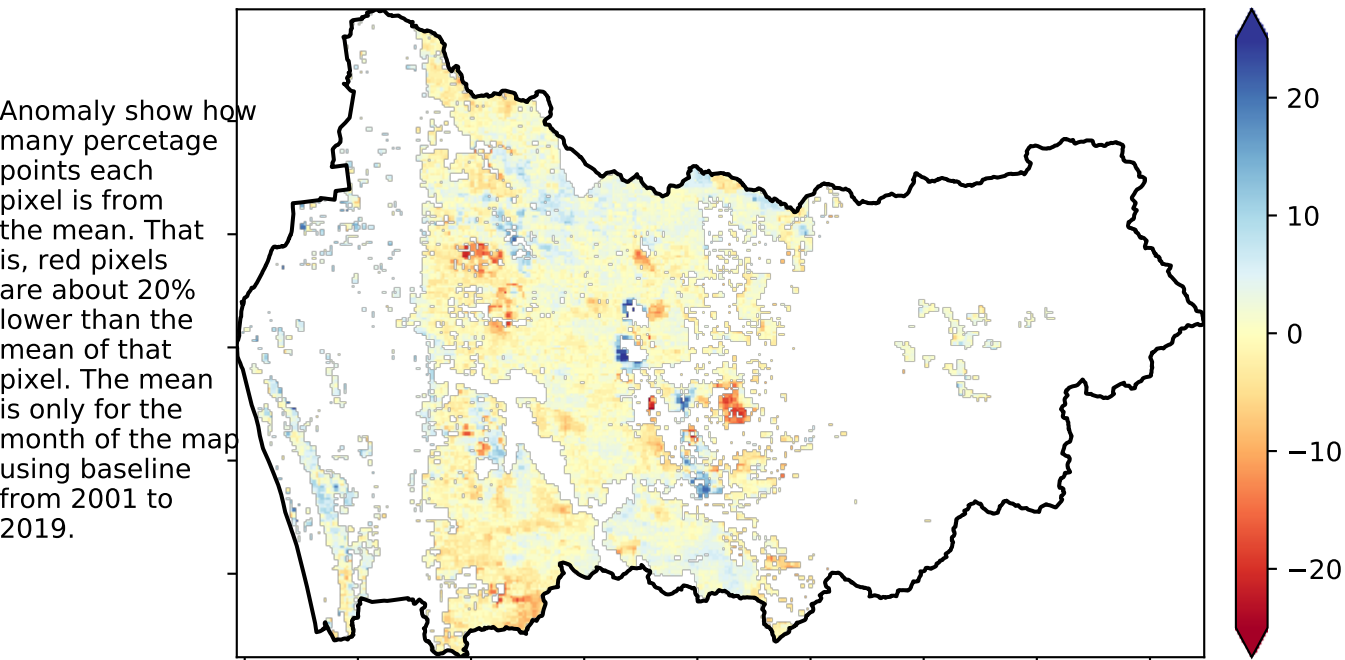 Anomaly show how
many percetage
points each
pixel is from
the mean. That
is, red pixels
are about 20%
lower than the
mean of that
pixel. The mean
is only for the
month of the map
using baseline
from 2001 to
2019.
20
10
0
−10
−20